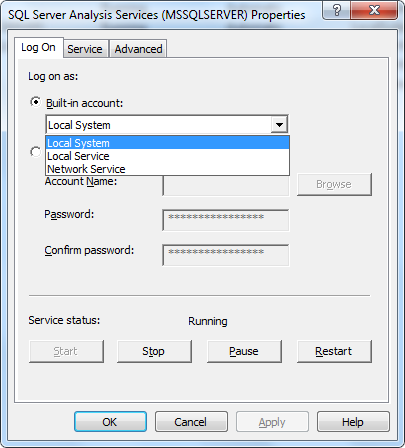 SQL Server Analysis Services (MSSQLSERVER) Properties
Log On Service Advanced
Log on as:
Built-in account:
Local System
Local System
Local Service
Network Service
Account Name: Browse
Password: ***************
Confirm password: ***************
Service status: Running
Start Stop Pause Restart
OK Cancel Apply Help